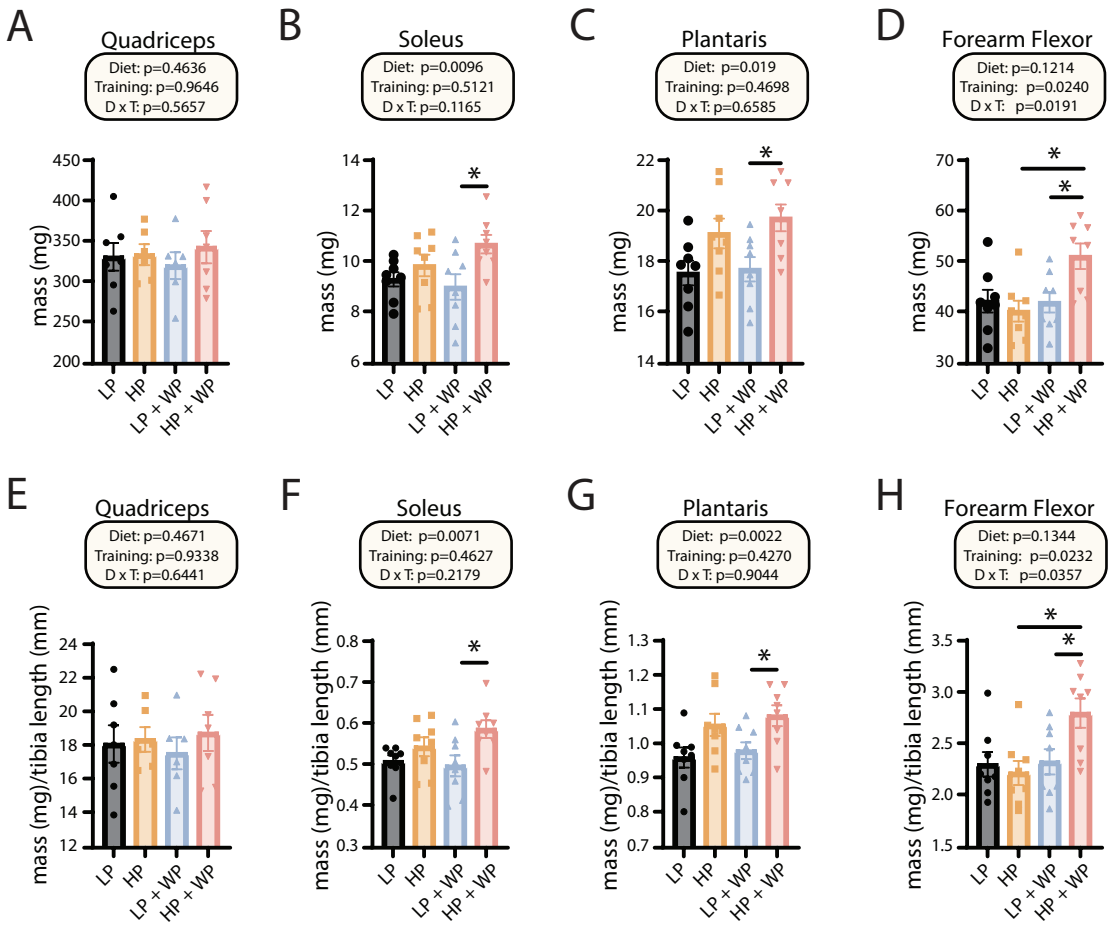 A
Quadriceps
Diet: p=0.4636
Training: p=0.9646
D x T: p=0.5657
mass (mg)
450
400
350
300
250
200
LP
HP
LP + WP
HP + WP
B
Soleus
Diet: p=0.0096
Training: p=0.5121
D x T: p=0.1165
mass (mg)
14
12
10
8
6
*
LP
HP
LP + WP
HP + WP
C
Plantaris
Diet: p=0.019
Training: p=0.4698
D x T: p=0.6585
mass (mg)
22
20
18
16
14
*
LP
HP
LP + WP
HP + WP
D
Forearm Flexor
Diet: p=0.1214
Training: p=0.0240
D x T: p=0.0191
mass (mg)
70
60
50
40
30
*
*
LP
HP
LP + WP
HP + WP
E
Quadriceps
Diet: p=0.4671
Training: p=0.9338
D x T: p=0.6441
mass (mg)/tibia length (mm)
24
22
20
18
16
14
12
LP
HP
LP + WP
HP + WP
F
Soleus
Diet: p=0.0071
Training: p=0.4627
D x T: p=0.2179
mass (mg)/tibia length (mm)
0.8
0.7
0.6
0.5
0.4
0.3
*
LP
HP
LP + WP
HP + WP
G
Plantaris
Diet: p=0.0022
Training: p=0.4270
D x T: p=0.9044
mass (mg)/tibia length (mm)
1.3
1.2
1.1
1.0
0.9
0.8
0.7
*
LP
HP
LP + WP
HP + WP
H
Forearm Flexor
Diet: p=0.1344
Training: p=0.0232
D x T: p=0.0357
mass (mg)/tibia length (mm)
3.5
3.0
2.5
2.0
1.5
*
*
LP
HP
LP + WP
HP + WP